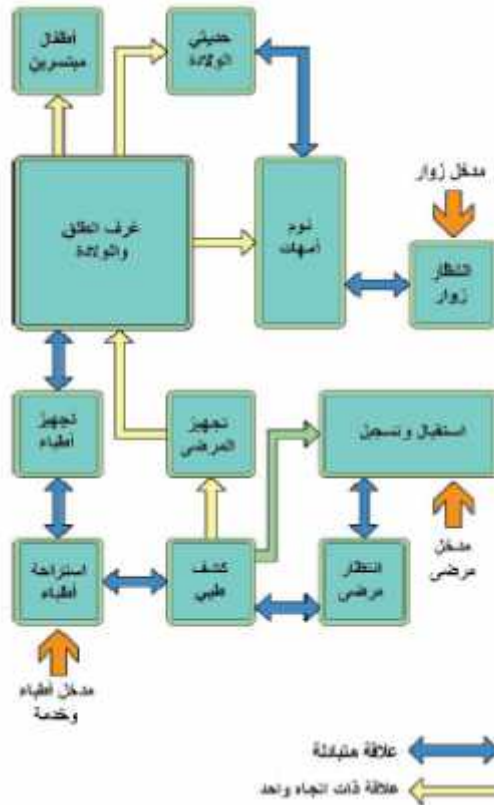 حديثي
الولادة
أطفال
مبتسرين
مدخل زوار
غرف الطلق
والولادة
نوم
أمهات
انتظار
زوار
استقبال وتسجيل
تجهيز
المرضى
تجهيز
أطباء
مدخل
مرضى
انتظار
مرضى
كشف
طبي
استراحة
أطباء
مدخل أطباء
وخدمة
علاقة متبادلة
علاقة ذات اتجاه واحد